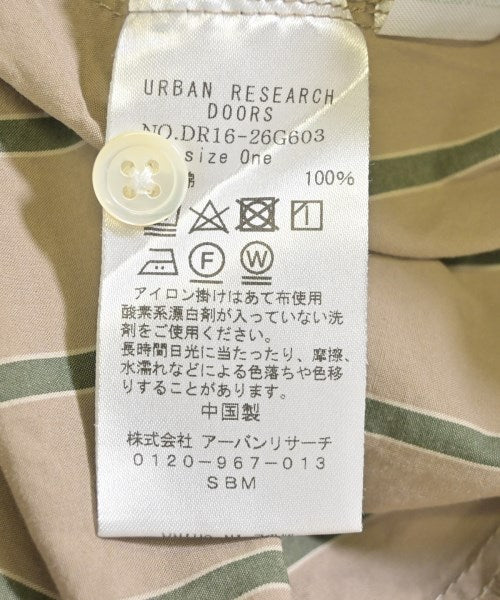 URBAN RESEARCH
DOORS
NO.DR16-26G603
size One
綿 100%
アイロン掛けはあて布使用
酸素系漂白剤が入っていない洗
剤をご使用ください。
長時間日光に当たったり、摩擦、
水濡れなどによる色落ちや色移
りすることがあります。
中国製
株式会社 アーバンリサーチ
0120-967-013
SBM
F
W